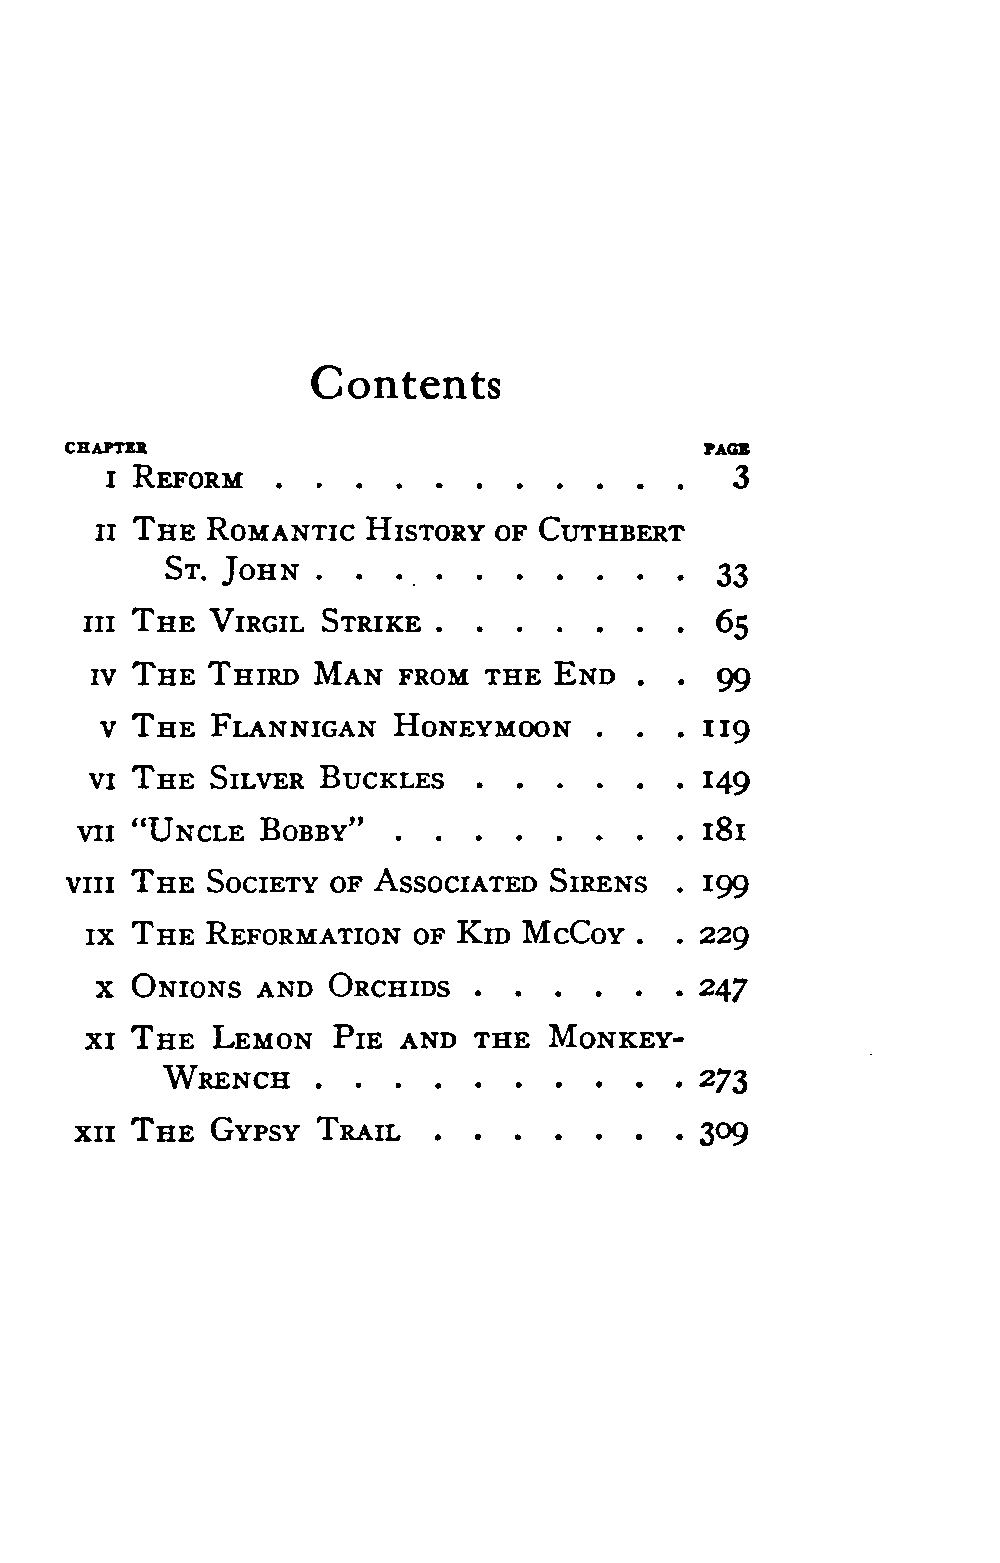 Contents
CHAPTER PAGE
I REFORM . . . . . . . . . . . 3
II THE ROMANTIC HISTORY OF CUTHBERT
ST. JOHN . . . . . . . . . . 33
III THE VIRGIL STRIKE . . . . . . . 65
IV THE THIRD MAN FROM THE END . . 99
V THE FLANNIGAN HONEYMOON . . . 119
VI THE SILVER BUCKLES . . . . . . 149
VII "UNCLE BOBBY" . . . . . . . . 181
VIII THE SOCIETY OF ASSOCIATED SIRENS . 199
IX THE REFORMATION OF KID MCCOY . . 229
X ONIONS AND ORCHIDS . . . . . . 247
XI THE LEMON PIE AND THE MONKEY-
WRENCH . . . . . . . . . . 273
XII THE GYPSY TRAIL . . . . . . . 309